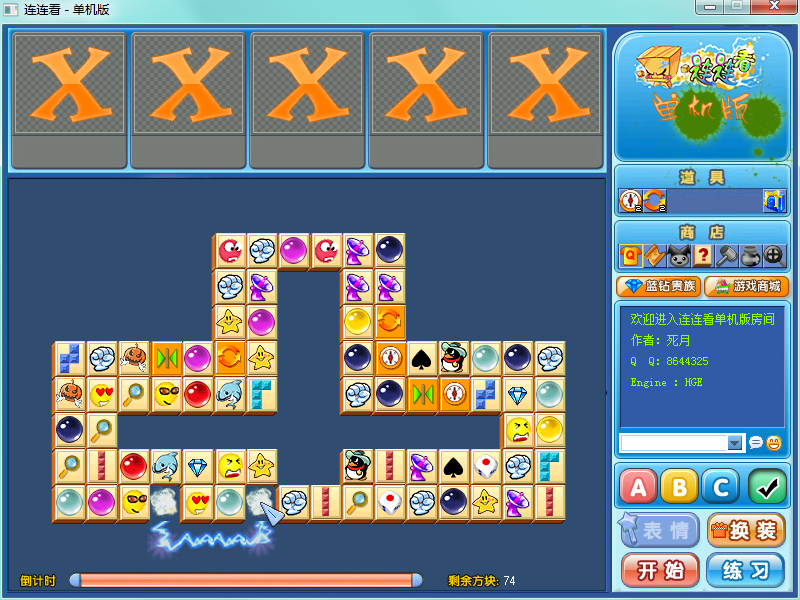 连连看 - 单机版
X X X X X
连连看
单机版
道 具
2 2
商 店
Q ?
蓝钻贵族 游戏商城
欢迎进入连连看单机版房间
作者: 死月
Q Q: 8644325
Engine : HGE
A B C
表 情 换 装
开 始 练 习
倒计时 剩余方块: 74